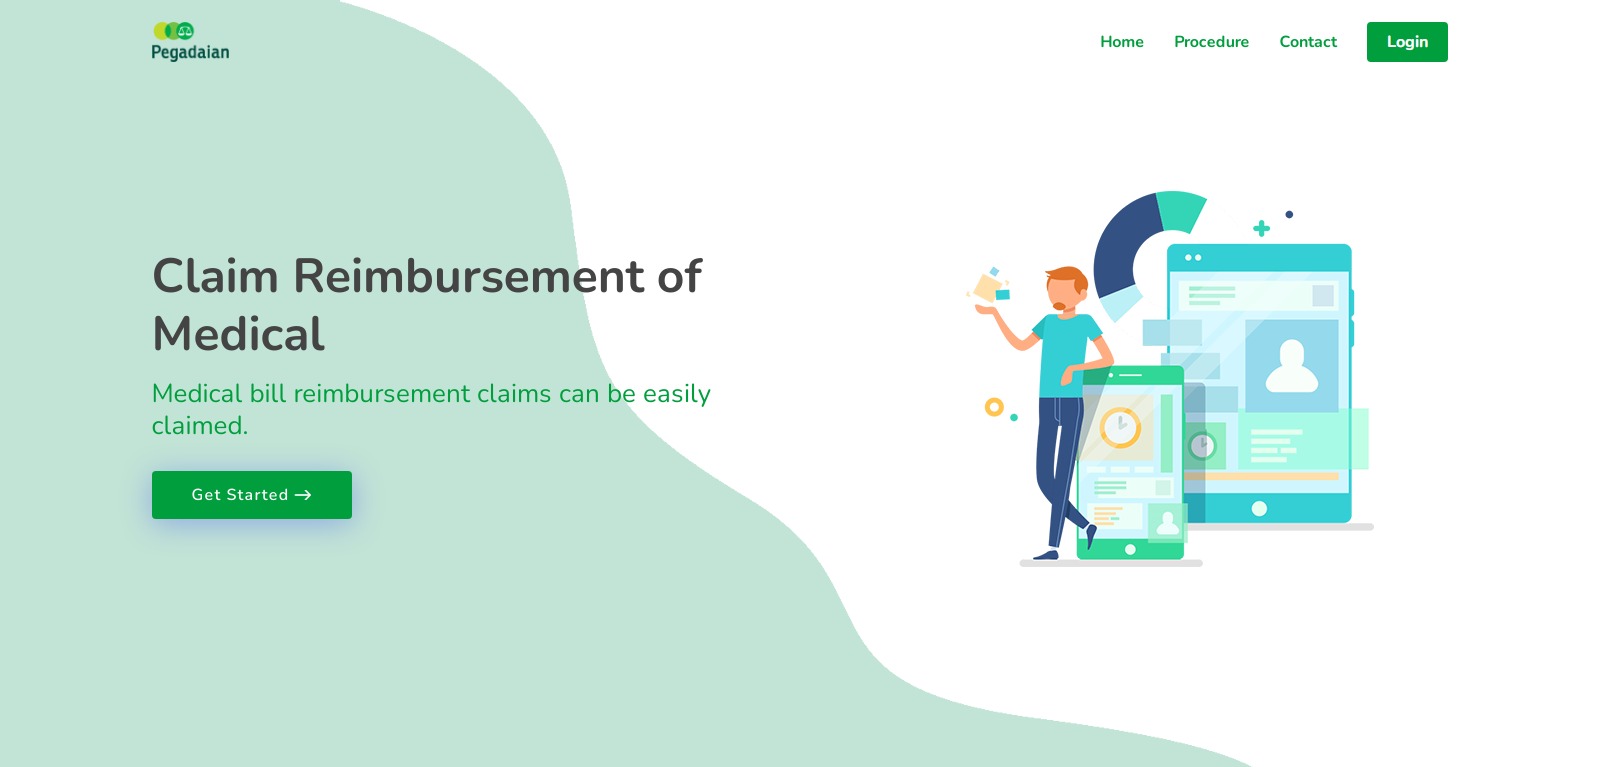 Pegadaian
Home Procedure Contact Login
Claim Reimbursement of
Medical
Medical bill reimbursement claims can be easily
claimed.
Get Started →